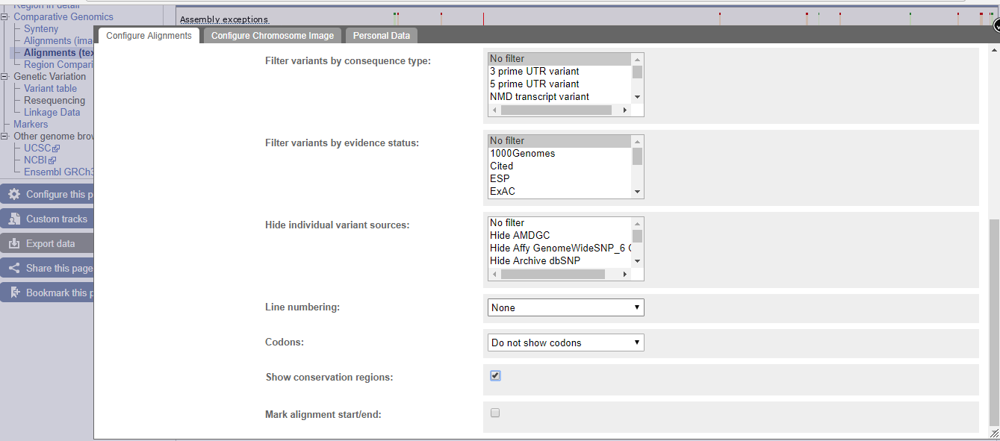 Region in detail
Comparative Genomics
Synteny
Alignments (ima
Alignments (tex
Region Compari
Genetic Variation
Variant table
Resequencing
Linkage Data
Markers
Other genome brow
UCSC
NCBI
Ensembl GRCh3
Configure this p
Custom tracks
Export data
Share this page
Bookmark this p
Assembly exceptions
Configure Alignments
Configure Chromosome Image
Personal Data
Filter variants by consequence type:
No filter
3 prime UTR variant
5 prime UTR variant
NMD transcript variant
Filter variants by evidence status:
No filter
1000Genomes
Cited
ESP
ExAC
Hide individual variant sources:
No filter
Hide AMDGC
Hide Affy GenomeWideSNP_6 C
Hide Archive dbSNP
Line numbering:
None
Codons:
Do not show codons
Show conservation regions:
Mark alignment start/end: